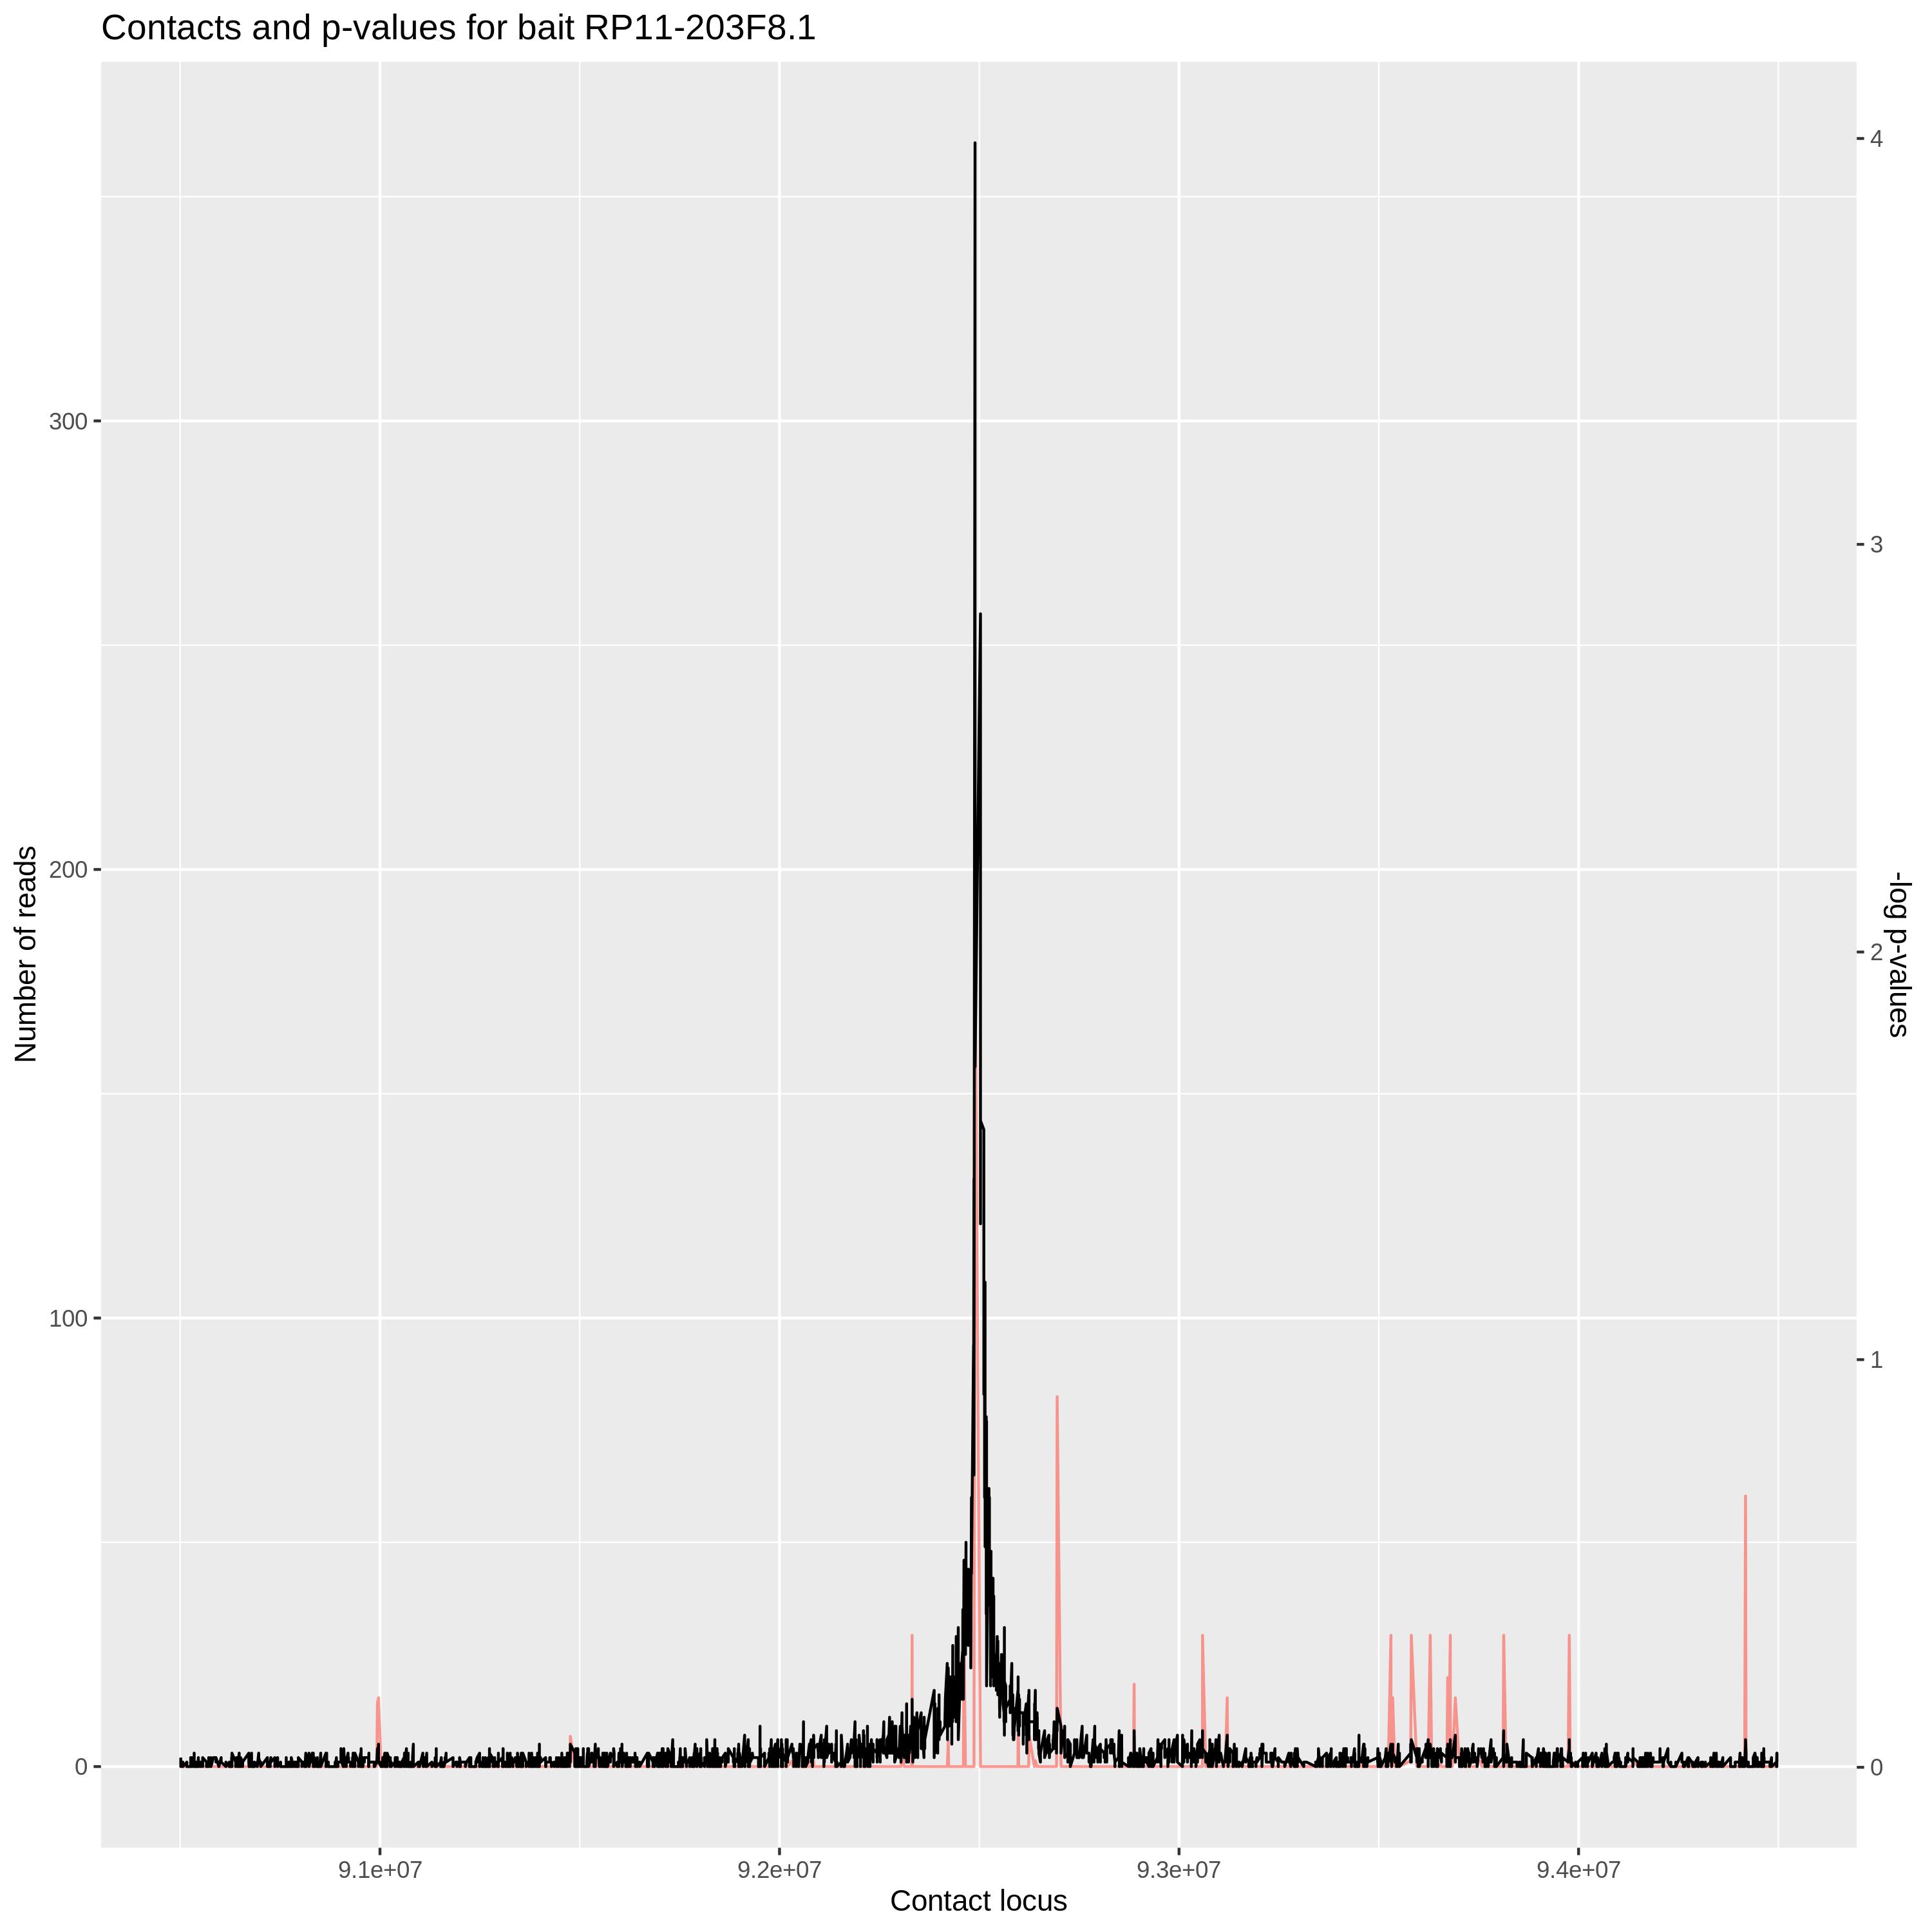 Contacts and p-values for bait RP11-203F8.1
4
300
3
200
2
100
1
0
0
Number of reads
-log p-values
9.1e+07 9.2e+07 9.3e+07 9.4e+07
Contact locus